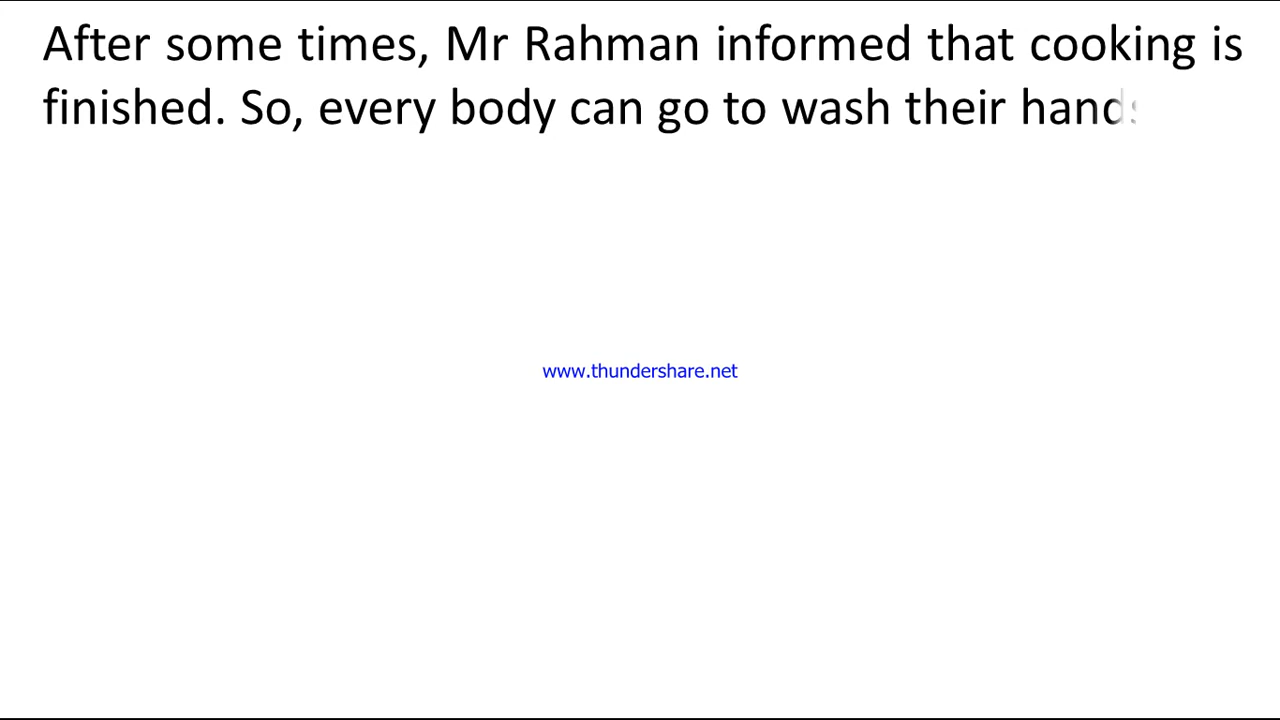 After some times, Mr Rahman informed that cooking is
finished. So, every body can go to wash their hands
www.thundershare.net